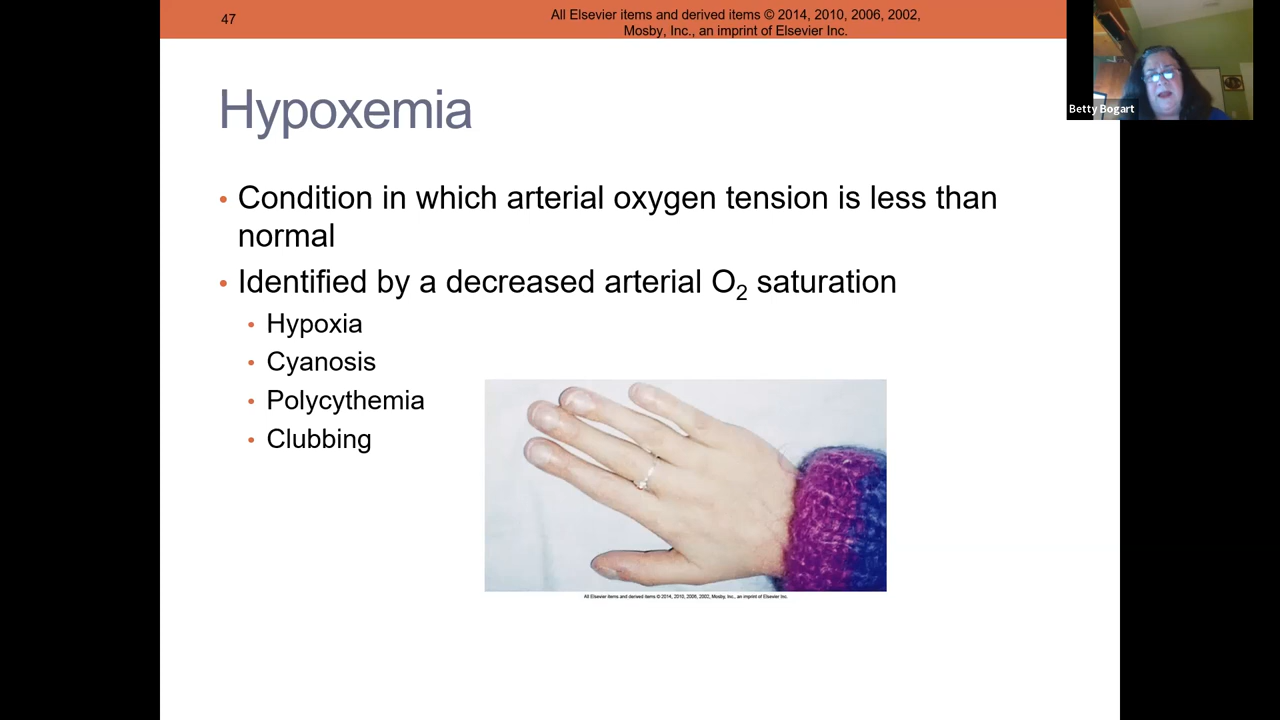 47
All Elsevier items and derived items © 2014, 2010, 2006, 2002,
Mosby, Inc., an imprint of Elsevier Inc.
Betty Bogart
Hypoxemia
• Condition in which arterial oxygen tension is less than
normal
• Identified by a decreased arterial O₂ saturation
• Hypoxia
• Cyanosis
• Polycythemia
• Clubbing
All Elsevier items and derived items © 2014, 2010, 2006, 2002, Mosby, Inc., an imprint of Elsevier Inc.